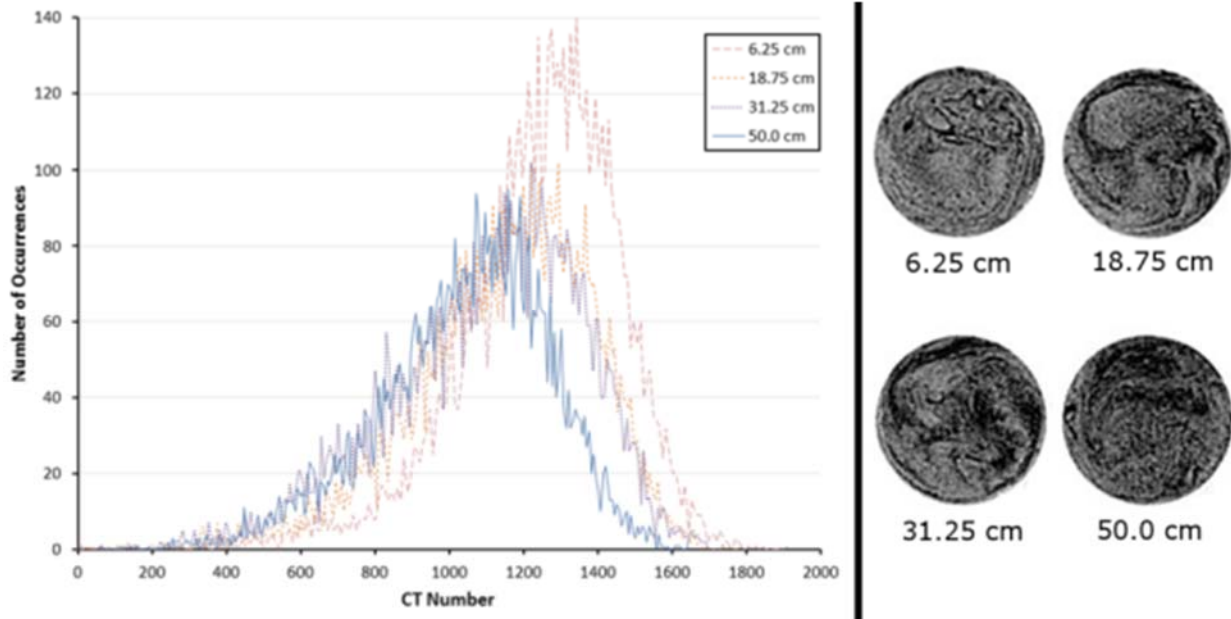 140
120
100
80
60
40
20
0
Number of Occurrences
0 200 400 600 800 1000 1200 1400 1600 1800 2000
CT Number
6.25 cm
18.75 cm
31.25 cm
50.0 cm
6.25 cm 18.75 cm
31.25 cm 50.0 cm